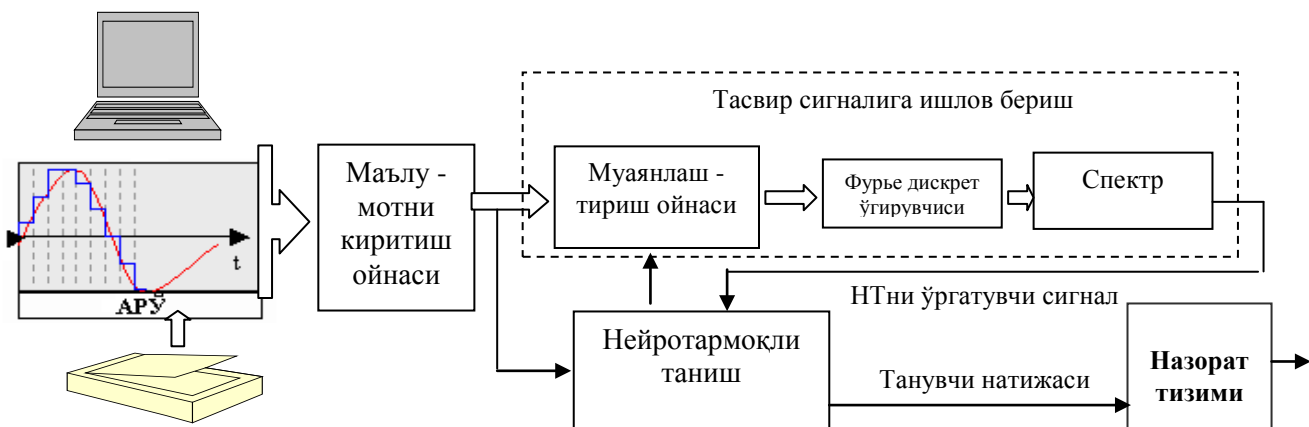 Тасвир сигналига ишлов бериш
Маълу -
мотни
киритиш
ойнаси
Муаянлаш -
тириш ойнаси
Фурье дискрет
ўгирувчиси
Спектр
t
АРЎ
НТни ўргатувчи сигнал
Нейротармоқли
таниш
Танувчи натижаси
Назорат
тизими